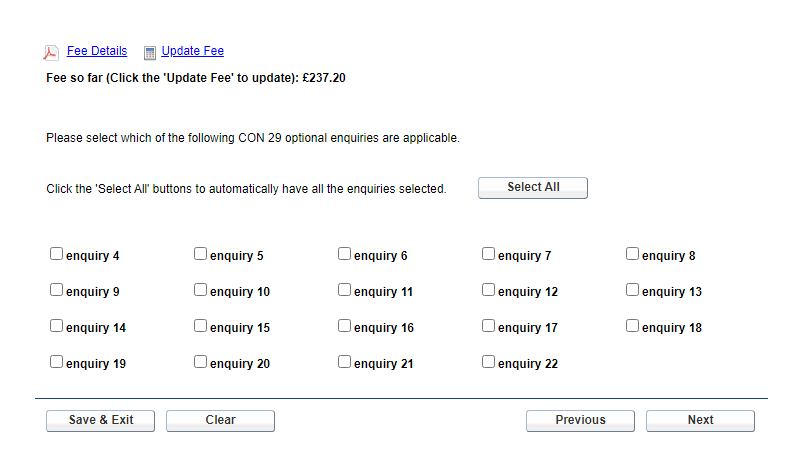 Fee Details Update Fee
Fee so far (Click the 'Update Fee' to update): £237.20
Please select which of the following CON 29 optional enquiries are applicable.
Click the 'Select All' buttons to automatically have all the enquiries selected. Select All
enquiry 4 enquiry 5 enquiry 6 enquiry 7 enquiry 8
enquiry 9 enquiry 10 enquiry 11 enquiry 12 enquiry 13
enquiry 14 enquiry 15 enquiry 16 enquiry 17 enquiry 18
enquiry 19 enquiry 20 enquiry 21 enquiry 22
Save & Exit Clear Previous Next